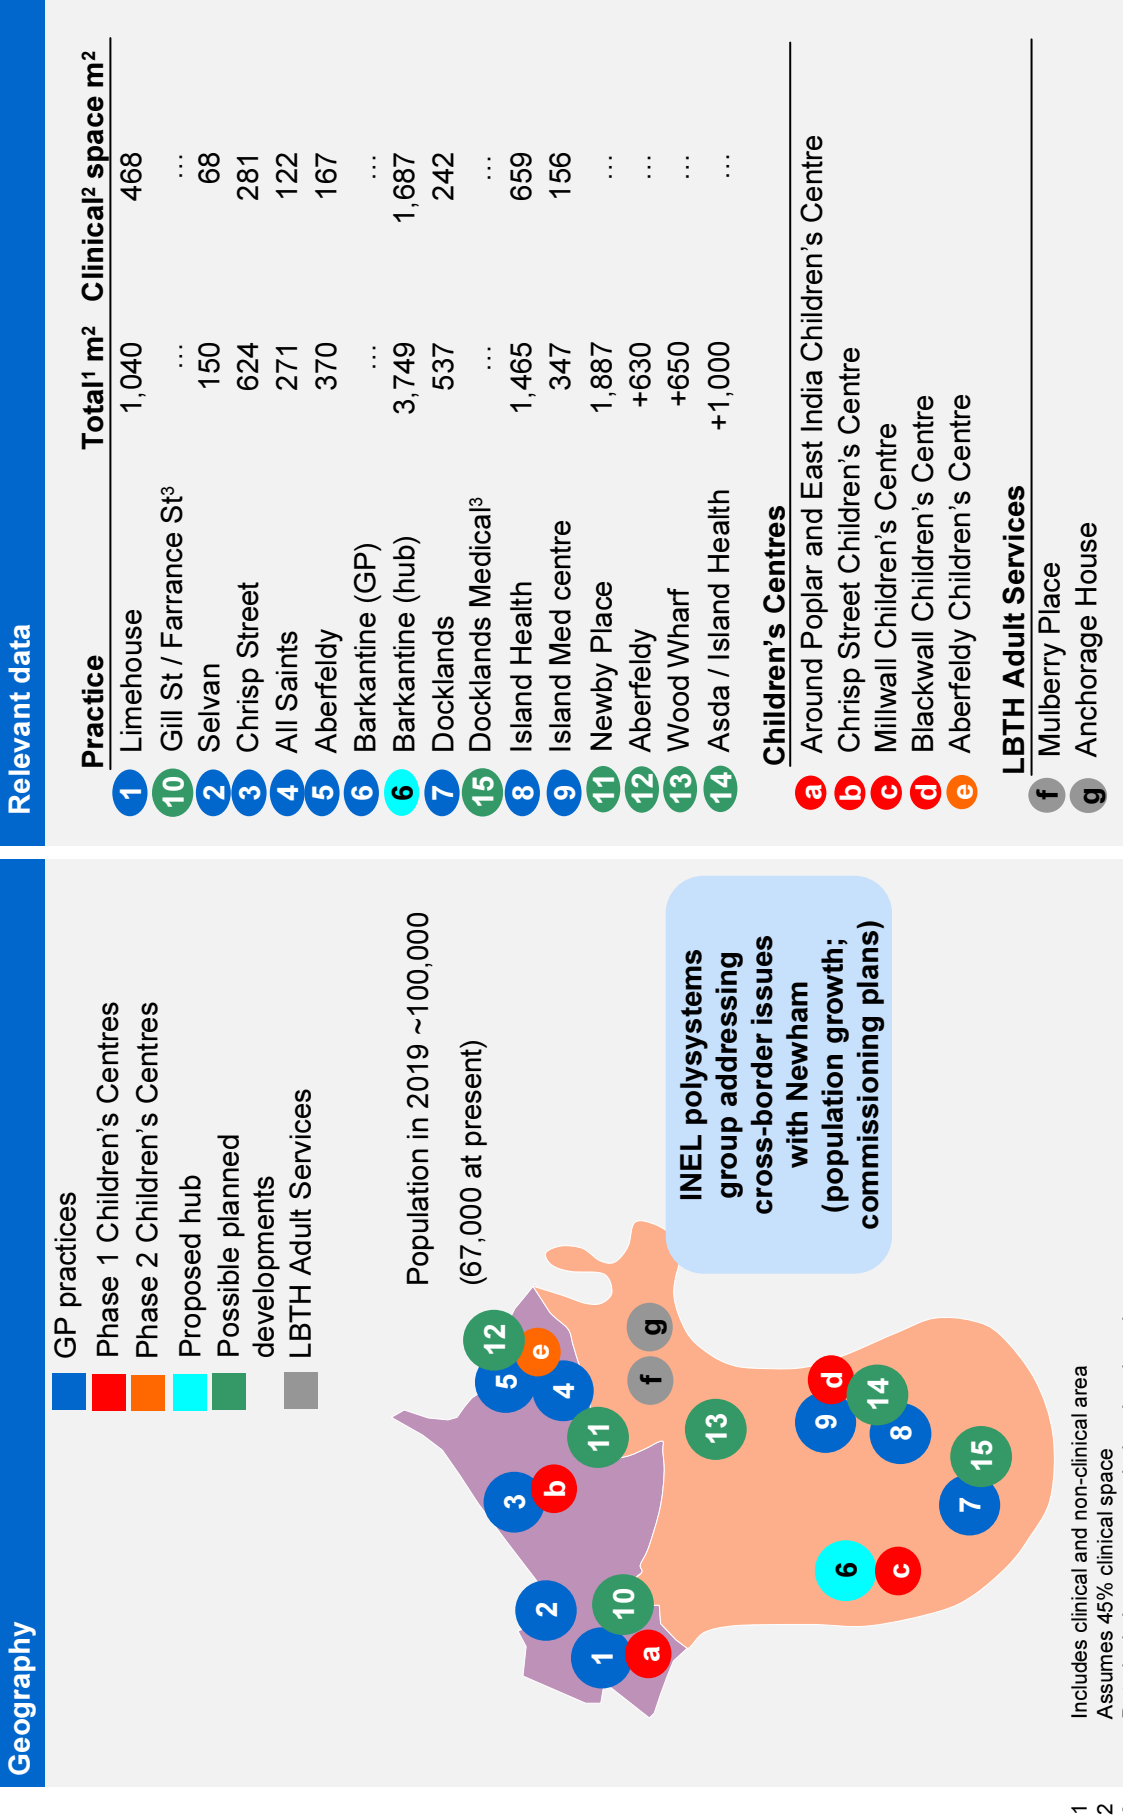 Geography
GP practices
Phase 1 Children's Centres
Phase 2 Children's Centres
Proposed hub
Possible planned
developments
LBTH Adult Services
Population in 2019 ~100,000
(67,000 at present)
12
5
e
4
3
b
11
2
10
1
a
f
g
13
9
d
14
8
6
c
7
15
INEL polysystems
group addressing
cross-border issues
with Newham
(population growth;
commissioning plans)
Relevant data
Practice Total¹ m² Clinical² space m²
1 Limehouse 1,040 468
10 Gill St / Farrance St³ … …
2 Selvan 150 68
3 Chrisp Street 624 281
4 All Saints 271 122
5 Aberfeldy 370 167
6 Barkantine (GP) … …
6 Barkantine (hub) 3,749 1,687
7 Docklands 537 242
15 Docklands Medical³ … …
8 Island Health 1,465 659
9 Island Med centre 347 156
11 Newby Place 1,887 …
12 Aberfeldy +630 …
13 Wood Wharf +650 …
14 Asda / Island Health +1,000 …
Children's Centres
a Around Poplar and East India Children's Centre
b Chrisp Street Children's Centre
c Millwall Children's Centre
d Blackwall Children's Centre
e Aberfeldy Children's Centre
LBTH Adult Services
f Mulberry Place
g Anchorage House
1 Includes clinical and non-clinical area
2 Assumes 45% clinical space